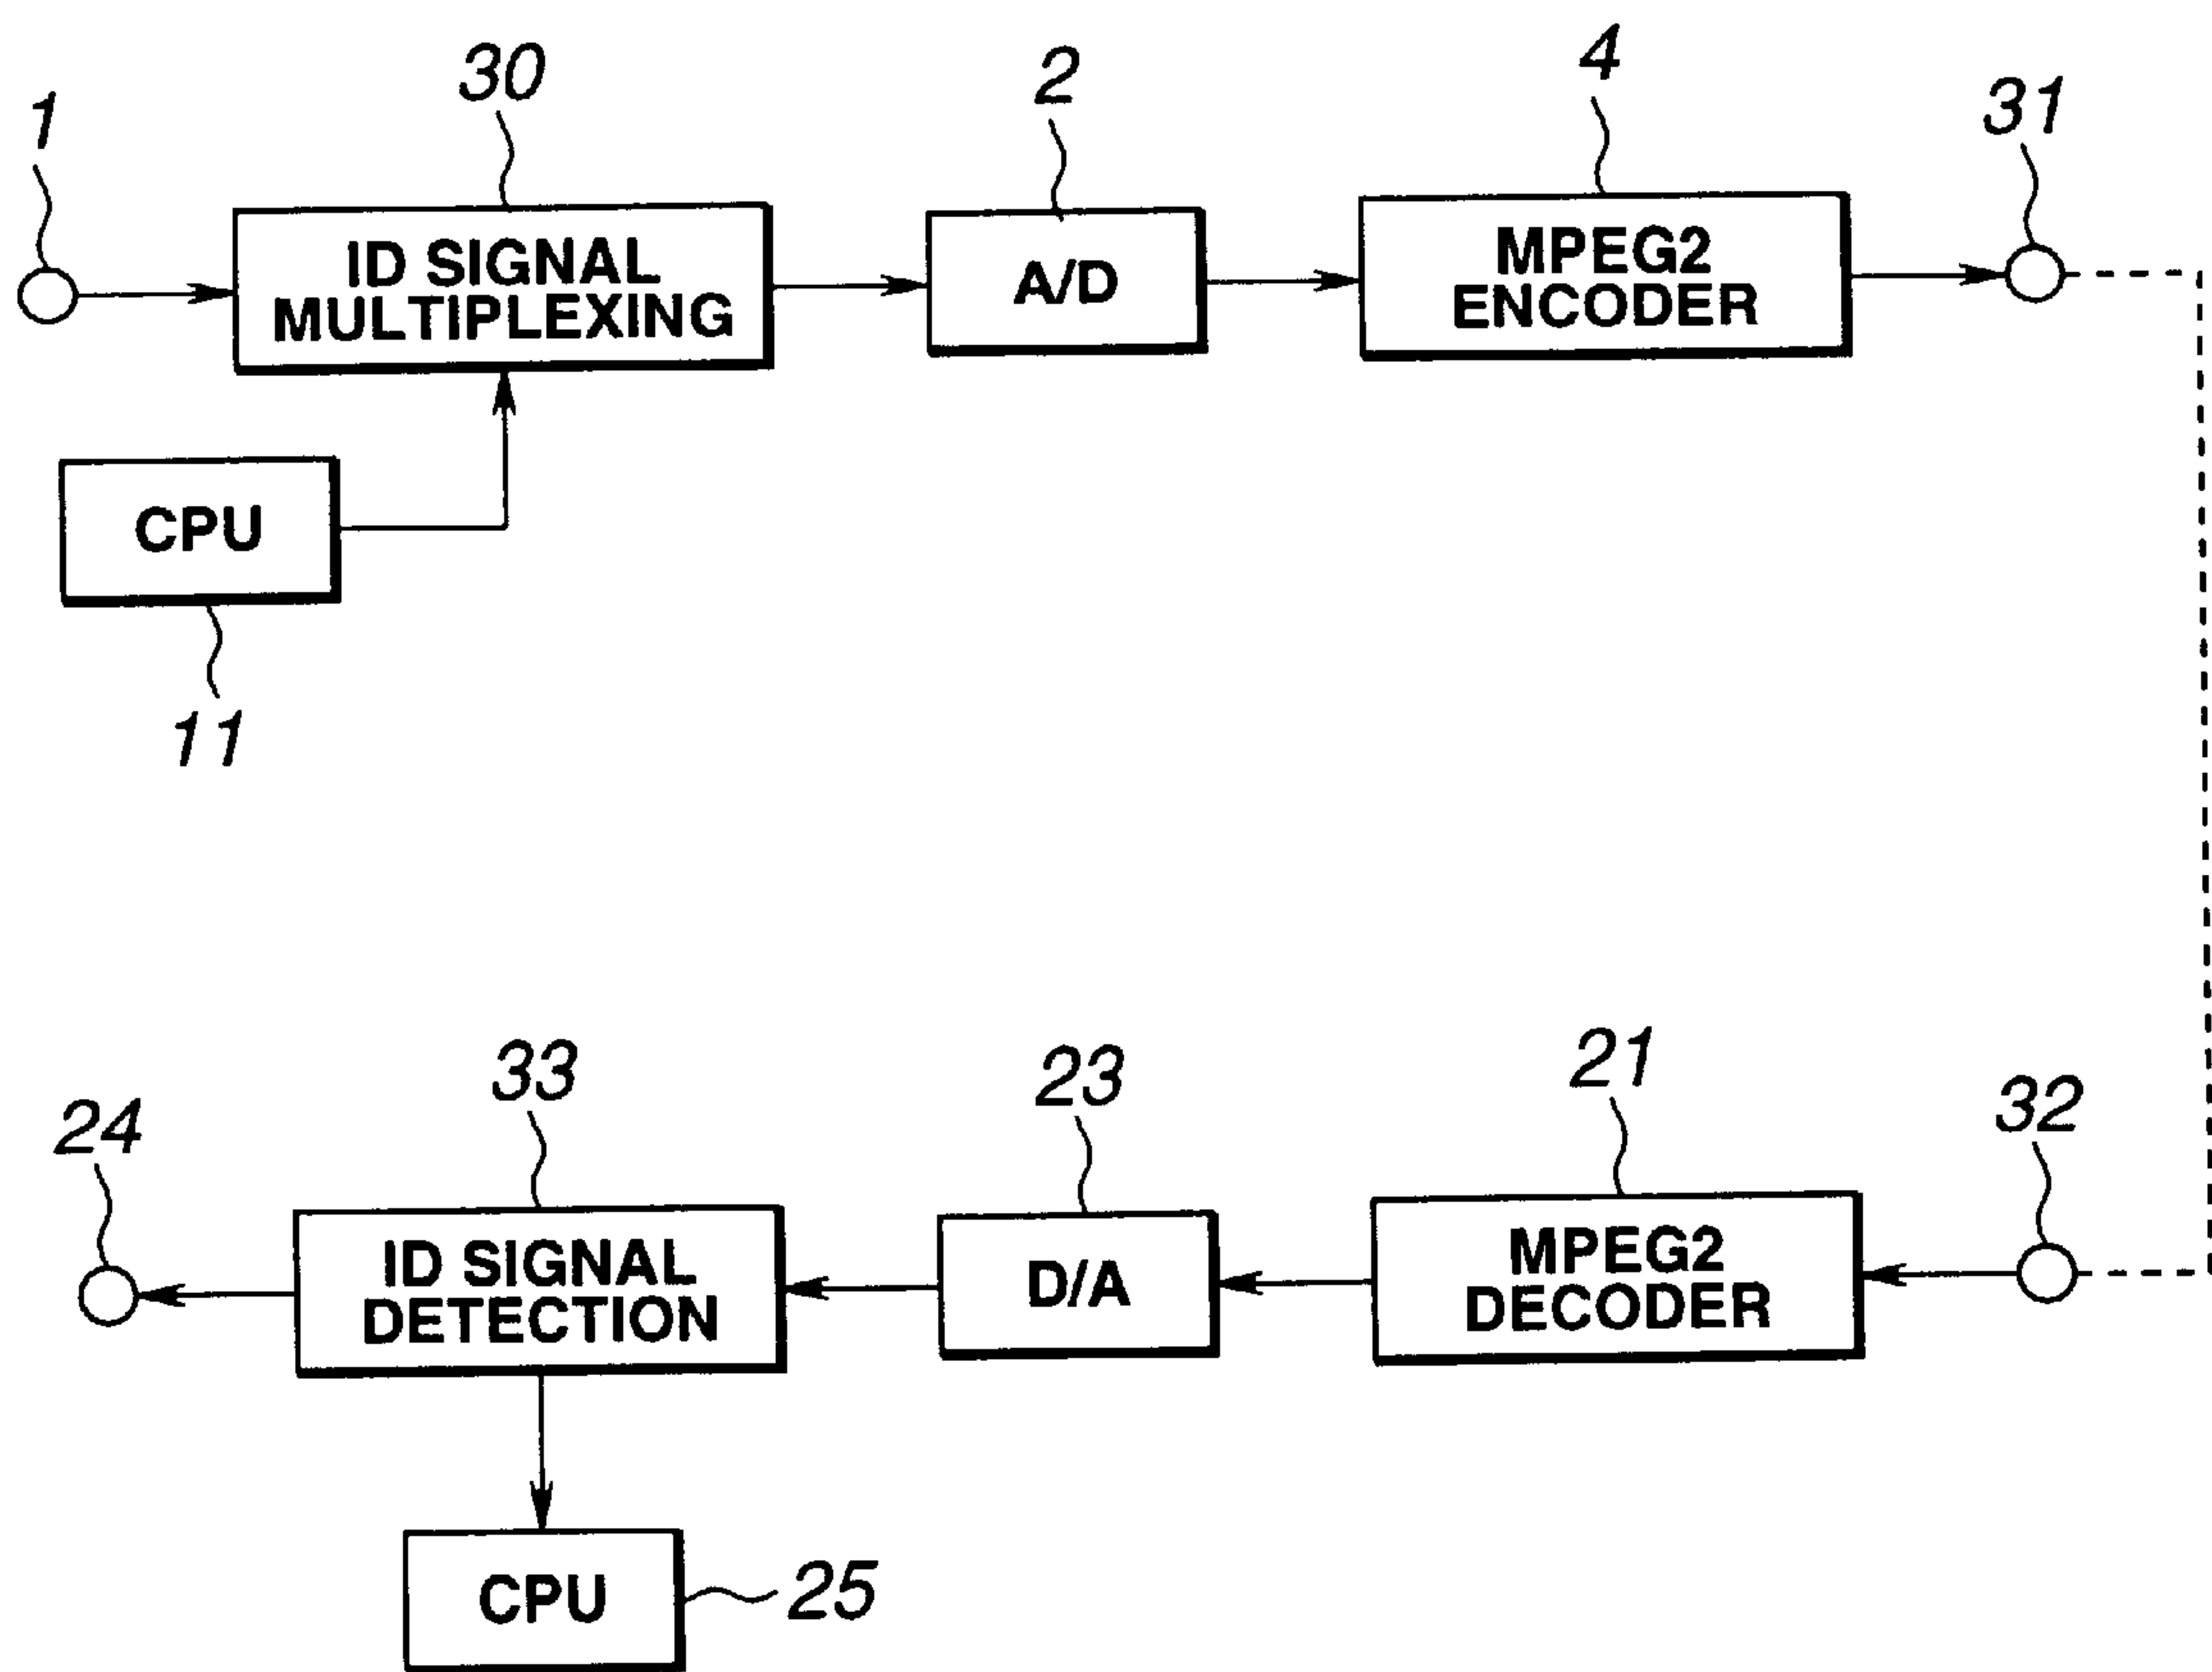 30
2
4
1
31
ID SIGNAL
MULTIPLEXING
A/D
MPEG2
ENCODER
CPU
11
33
23
21
24
32
ID SIGNAL
DETECTION
D/A
MPEG2
DECODER
CPU
25